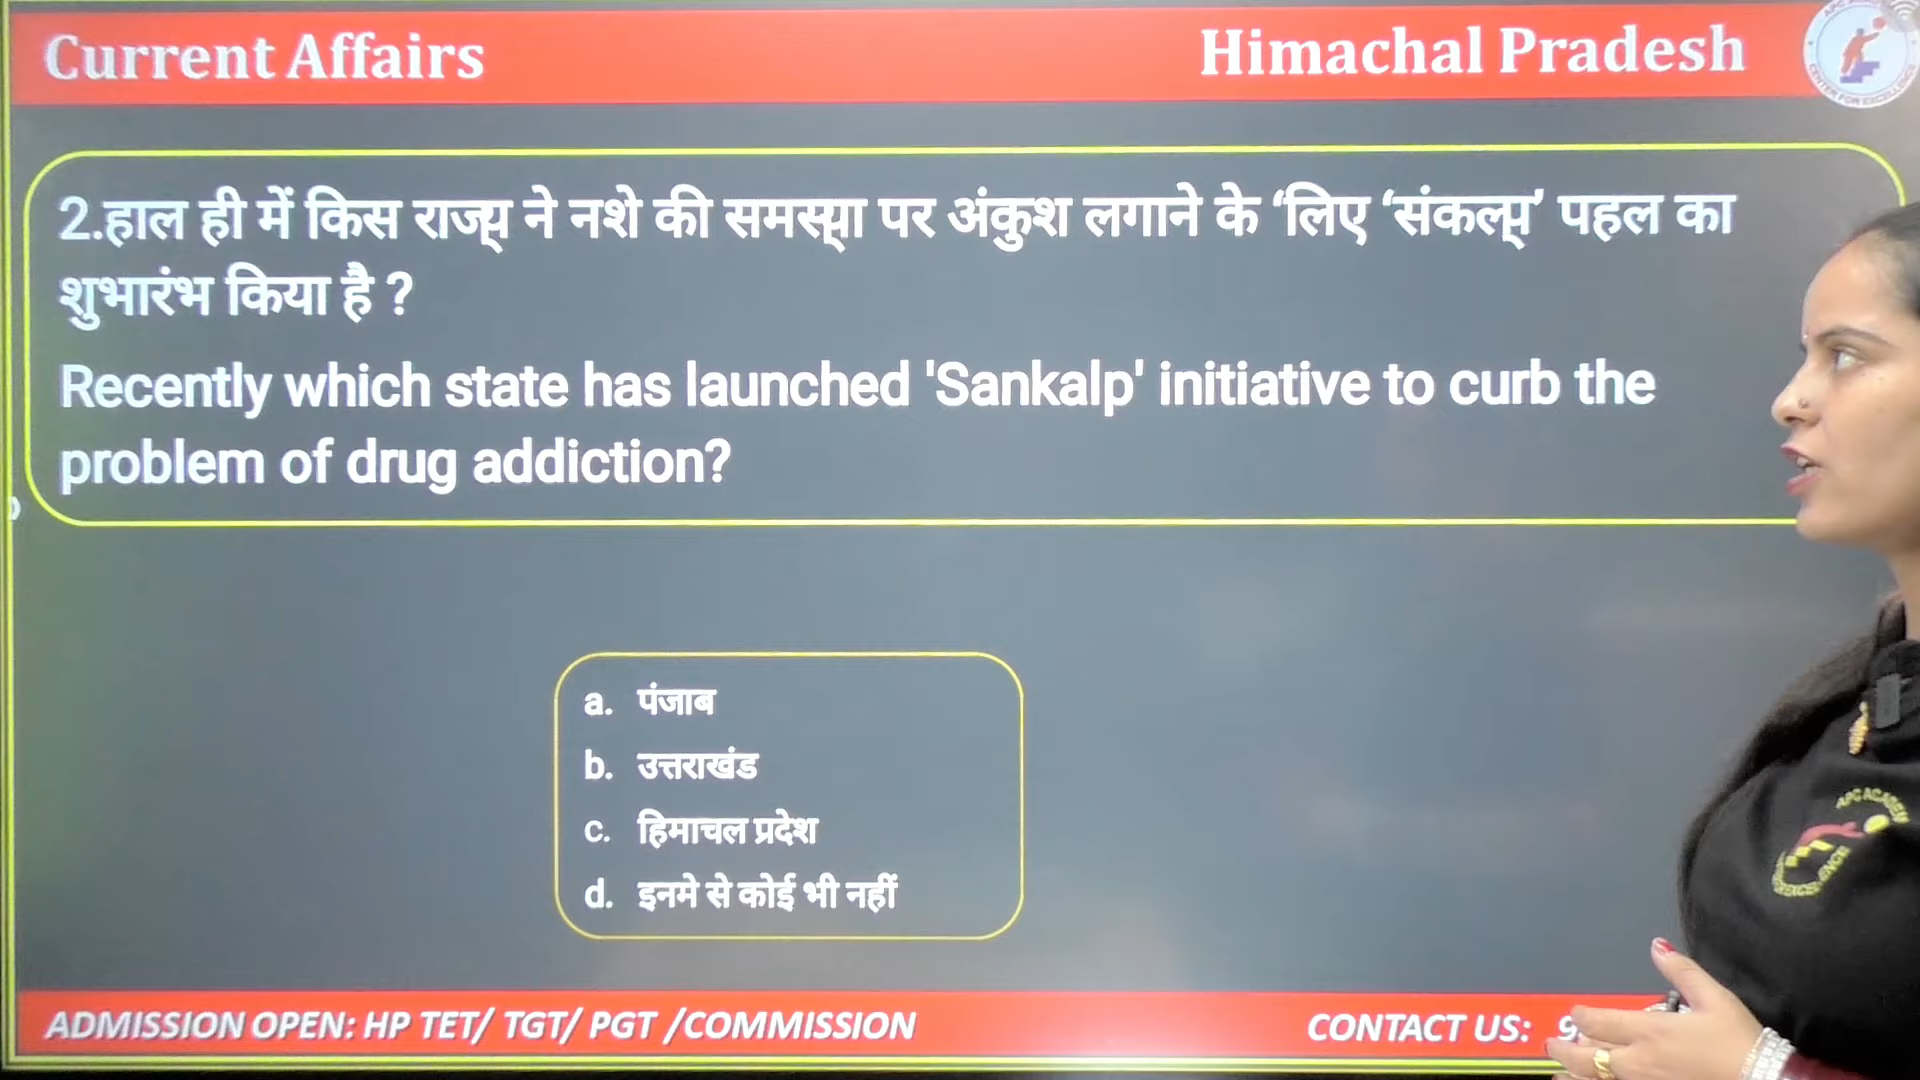 Current Affairs
Himachal Pradesh
2.हाल ही में किस राज्य ने नशे की समस्या पर अंकुश लगाने के ‘लिए ‘संकल्प’ पहल का
शुभारंभ किया है ?
Recently which state has launched 'Sankalp' initiative to curb the
problem of drug addiction?
a. पंजाब
b. उत्तराखंड
c. हिमाचल प्रदेश
d. इनमे से कोई भी नहीं
ADMISSION OPEN: HP TET/ TGT/ PGT /COMMISSION
CONTACT US: 9